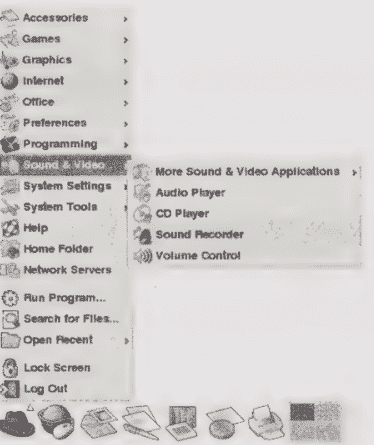 Accessories
Games
Graphics
Internet
Office
Preferences
Programming
Sound & Video
System Settings
System Tools
Help
Home Folder
Network Servers
Run Program...
Search for Files...
Open Recent
Lock Screen
Log Out
More Sound & Video Applications
Audio Player
CD Player
Sound Recorder
Volume Control